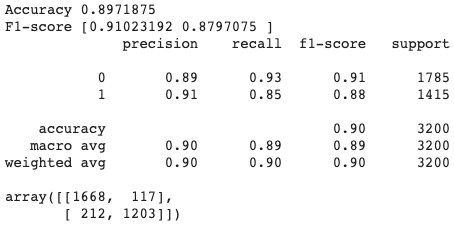 Accuracy 0.8971875
F1-score [0.91023192 0.8797075 ]
precision recall f1-score support
0 0.89 0.93 0.91 1785
1 0.91 0.85 0.88 1415
accuracy 0.90 3200
macro avg 0.90 0.89 0.89 3200
weighted avg 0.90 0.90 0.90 3200
array([[1668, 117],
[ 212, 1203]])